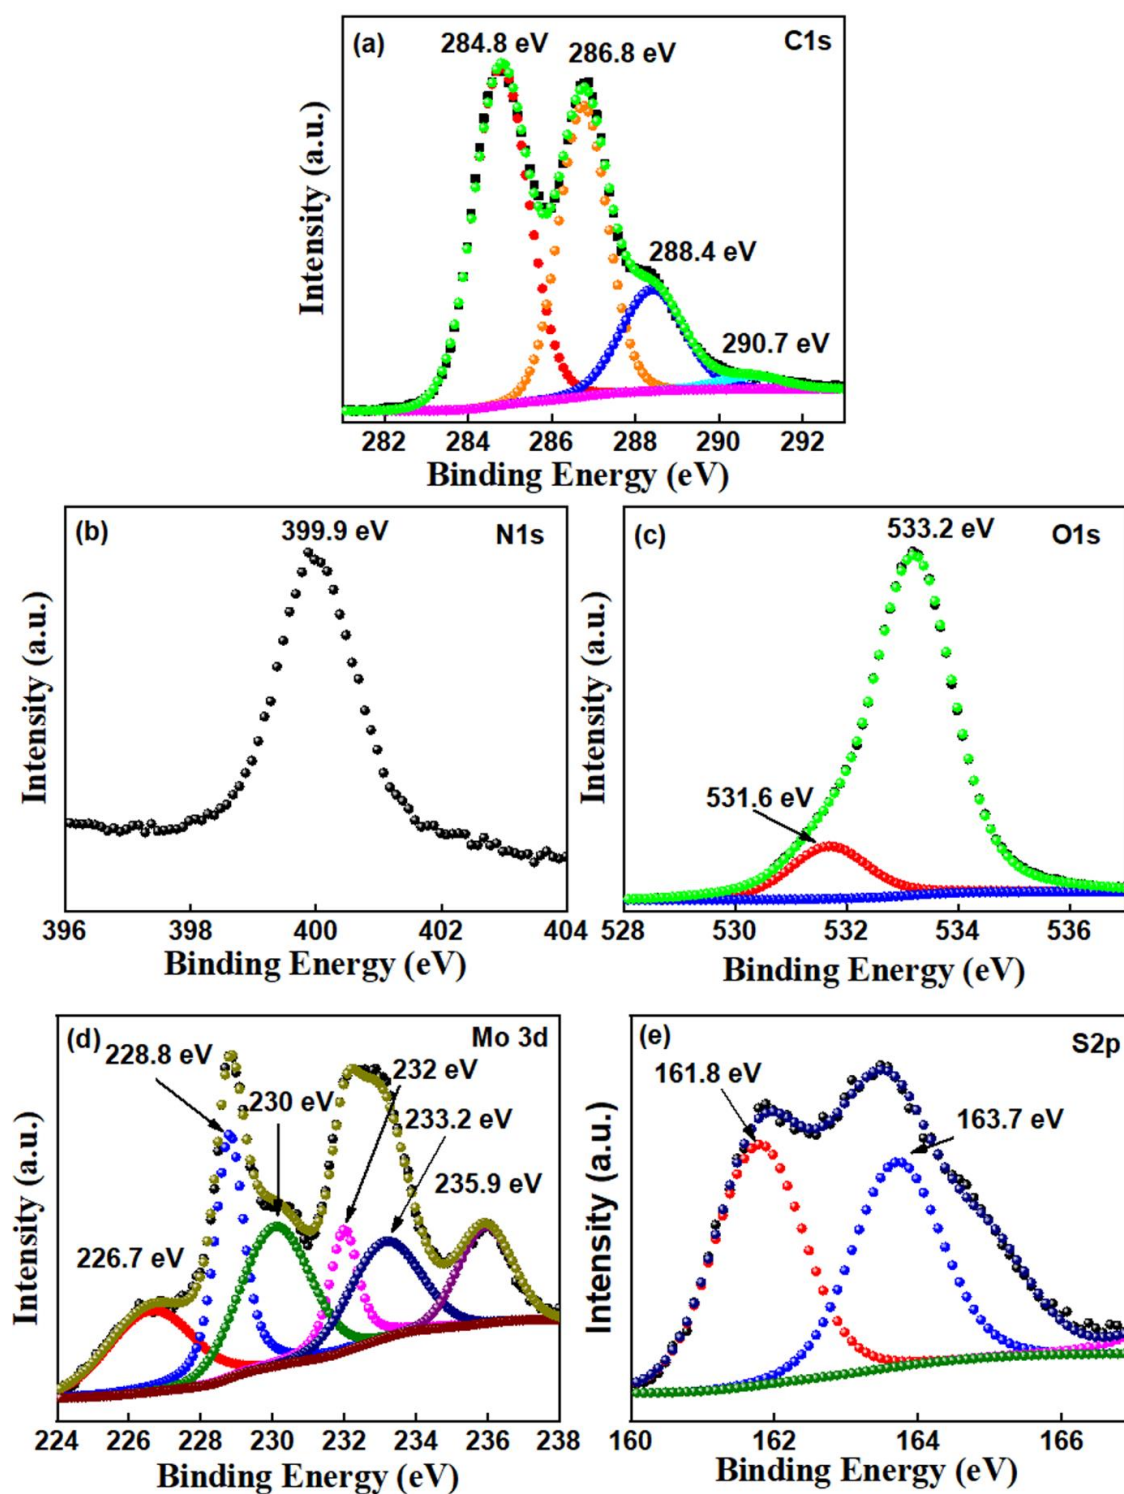 (a)
284.8 eV
286.8 eV
C1s
288.4 eV
290.7 eV
Intensity (a.u.)
282 284 286 288 290 292
Binding Energy (eV)
(b)
399.9 eV
N1s
Intensity (a.u.)
396 398 400 402 404
Binding Energy (eV)
(c)
533.2 eV
O1s
531.6 eV
Intensity (a.u.)
528 530 532 534 536
Binding Energy (eV)
(d)
Mo 3d
228.8 eV
230 eV
232 eV
233.2 eV
235.9 eV
226.7 eV
Intensity (a.u.)
224 226 228 230 232 234 236 238
Binding Energy (eV)
(e)
S2p
161.8 eV
163.7 eV
Intensity (a.u.)
160 162 164 166
Binding Energy (eV)